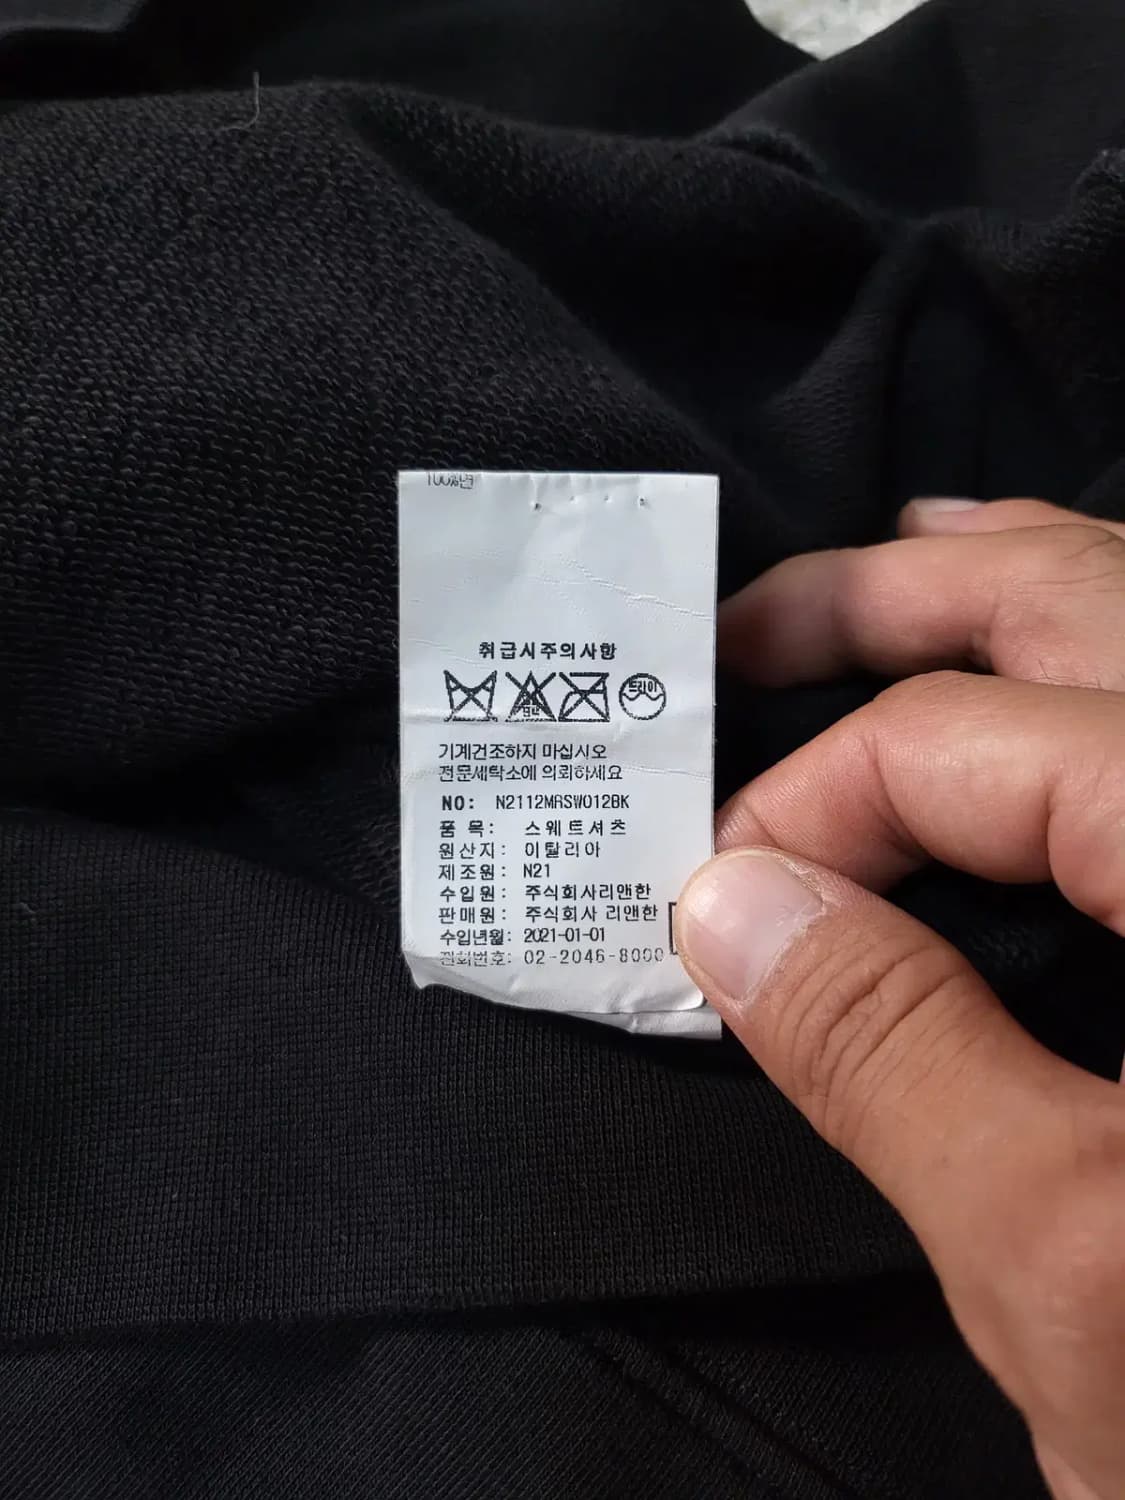 100%면
취급시주의사항
드라이
기계건조하지 마십시오
전문세탁소에 의뢰하세요
NO: N2112MRSW012BK
품 목: 스웨트셔츠
원산지: 이탈리아
제조원: N21
수입원: 주식회사리앤한
판매원: 주식회사 리앤한
수입년월: 2021-01-01
전화번호: 02-2046-8000